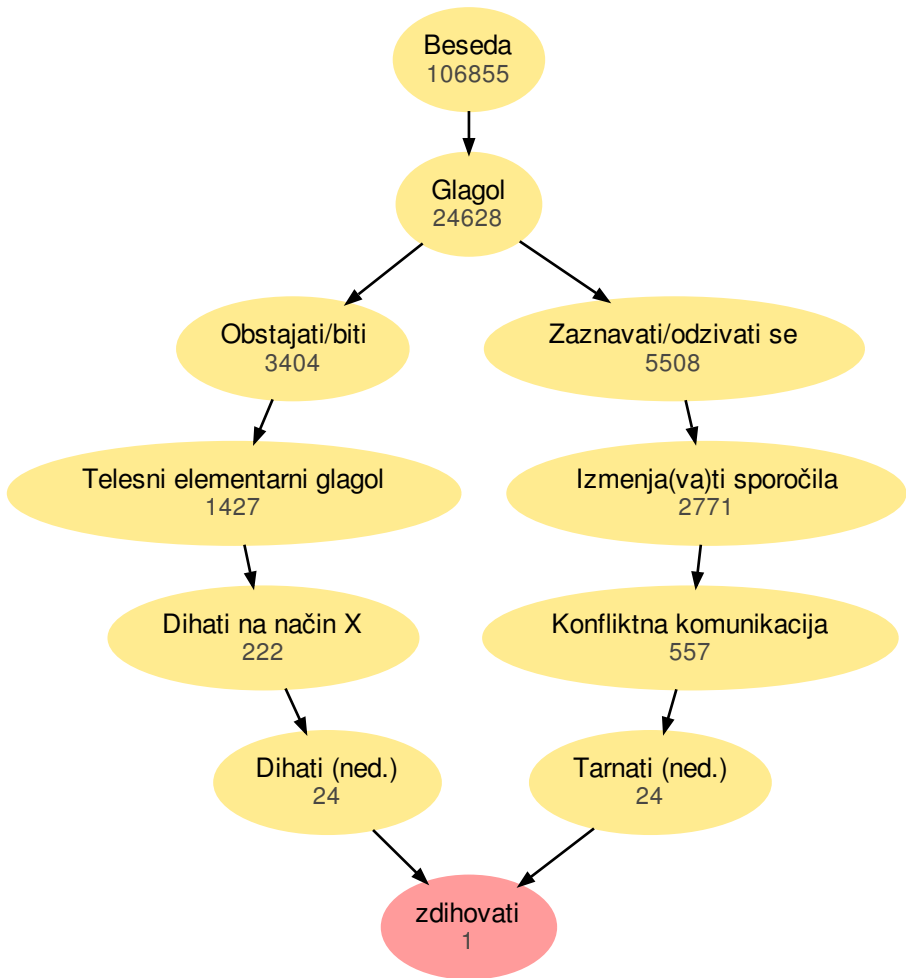 Beseda
106855
Glagol
24628
Obstajati/biti
3404
Zaznavati/odzivati se
5508
Telesni elementarni glagol
1427
Izmenja(va)ti sporočila
2771
Dihati na način X
222
Konfliktna komunikacija
557
Dihati (ned.)
24
Tarnati (ned.)
24
zdihovati
1